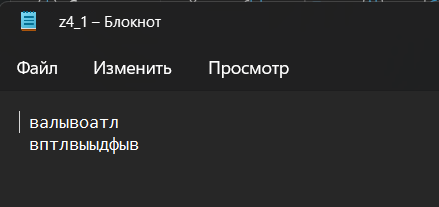 z4_1 – Блокнот
Файл Изменить Просмотр
валывоатл
вптлвыыдфыв